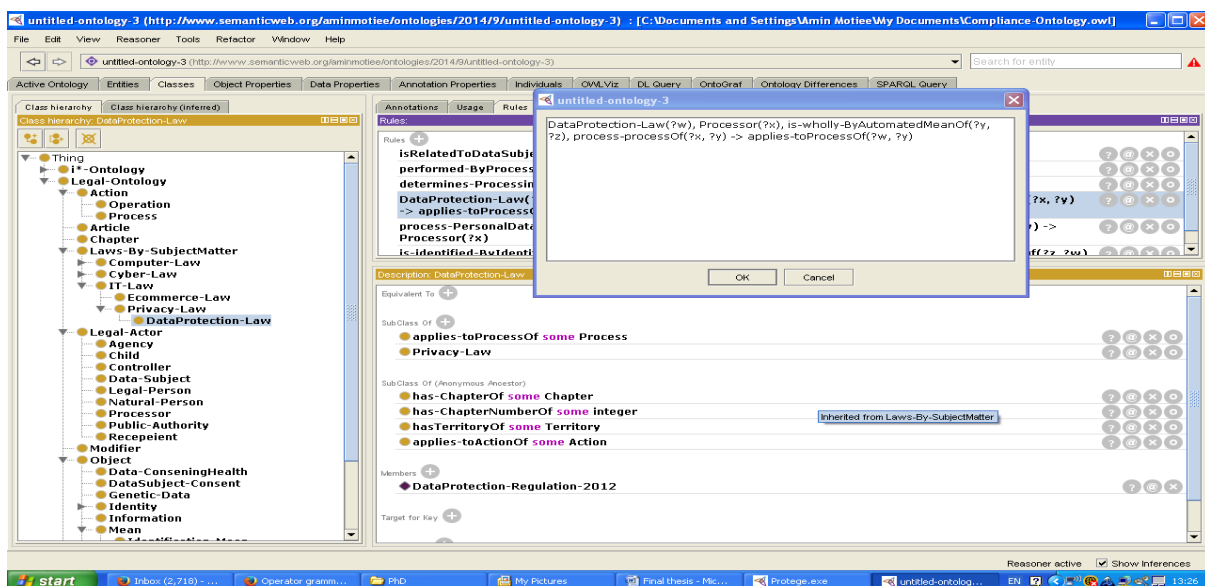 untitled-ontology-3 (http://www.semanticweb.org/aminmotiee/ontologies/2014/9/untitled-ontology-3) : [C:\Documents and Settings\Amin Motiee\My Documents\Compliance-Ontology.owl]
File Edit View Reasoner Tools Refactor Window Help
untitled-ontology-3 (http://www.semanticweb.org/aminmotiee/ontologies/2014/9/untitled-ontology-3)
Search for entity
Active Ontology Entities Classes Object Properties Data Properties Annotation Properties Individuals OWLViz DL Query OntoGraf Ontology Differences SPARQL Query
Class hierarchy Class hierarchy (inferred)
Class hierarchy: DataProtection-Law
Thing
i*-Ontology
Legal-Ontology
Action
Operation
Process
Article
Chapter
Laws-By-SubjectMatter
Computer-Law
Cyber-Law
IT-Law
Ecommerce-Law
Privacy-Law
DataProtection-Law
Legal-Actor
Agency
Child
Controller
Data-Subject
Legal-Person
Natural-Person
Processor
Public-Authority
Recepeient
Modifier
Object
Data-ConseningHealth
DataSubject-Consent
Genetic-Data
Identity
Information
Mean
Annotations Usage Rules
Rules:
Rules
isRelatedToDataSubje
performed-ByProcess
determines-Processin
DataProtection-Law(
?x, ?y)
-> applies-toProcessO
process-PersonalData
) ->
Processor(?x)
is-identified-ByIdenti
f(?z, ?w)
untitled-ontology-3
DataProtection-Law(?w), Processor(?x), is-wholly-ByAutomatedMeanOf(?y,
?z), process-processOf(?x, ?y) -> applies-toProcessOf(?w, ?y)
OK Cancel
Description: DataProtection-Law
Equivalent To
SubClass Of
applies-toProcessOf some Process
Privacy-Law
SubClass Of (Anonymous Ancestor)
has-ChapterOf some Chapter
has-ChapterNumberOf some integer
Inherited from Laws-By-SubjectMatter
hasTerritoryOf some Territory
applies-toActionOf some Action
Members
DataProtection-Regulation-2012
Target for Key
Reasoner active Show Inferences
start Inbox (2,718) - ... Operator gramm... PhD My Pictures Final thesis - Mic... Protege.exe untitled-ontolog... EN 13:26